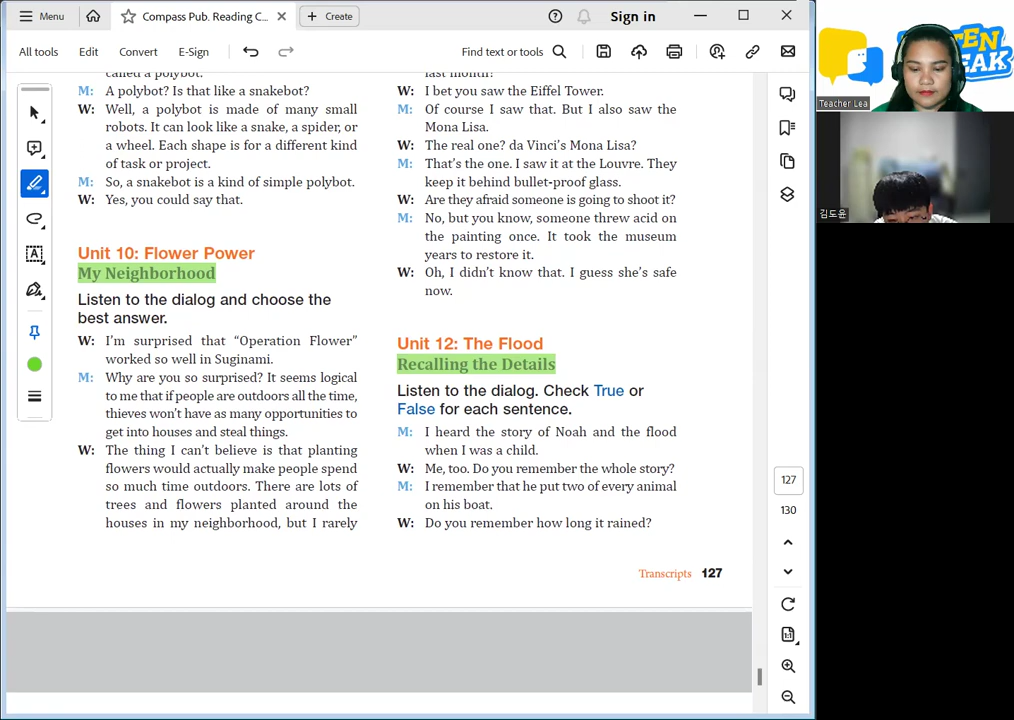 Menu
Compass Pub. Reading C...
Create
Sign in
All tools
Edit
Convert
E-Sign
Find text or tools
called a polybot.
M: A polybot? Is that like a snakebot?
W: Well, a polybot is made of many small
robots. It can look like a snake, a spider, or
a wheel. Each shape is for a different kind
of task or project.
M: So, a snakebot is a kind of simple polybot.
W: Yes, you could say that.
Unit 10: Flower Power
My Neighborhood
Listen to the dialog and choose the
best answer.
W: I'm surprised that "Operation Flower"
worked so well in Suginami.
M: Why are you so surprised? It seems logical
to me that if people are outdoors all the time,
thieves won't have as many opportunities to
get into houses and steal things.
W: The thing I can't believe is that planting
flowers would actually make people spend
so much time outdoors. There are lots of
trees and flowers planted around the
houses in my neighborhood, but I rarely
last month?
W: I bet you saw the Eiffel Tower.
M: Of course I saw that. But I also saw the
Mona Lisa.
W: The real one? da Vinci's Mona Lisa?
M: That's the one. I saw it at the Louvre. They
keep it behind bullet-proof glass.
W: Are they afraid someone is going to shoot it?
M: No, but you know, someone threw acid on
the painting once. It took the museum
years to restore it.
W: Oh, I didn't know that. I guess she's safe
now.
Unit 12: The Flood
Recalling the Details
Listen to the dialog. Check True or
False for each sentence.
M: I heard the story of Noah and the flood
when I was a child.
W: Me, too. Do you remember the whole story?
M: I remember that he put two of every animal
on his boat.
W: Do you remember how long it rained?
Transcripts 127
127
130
1:1
Teacher Lea
김도윤